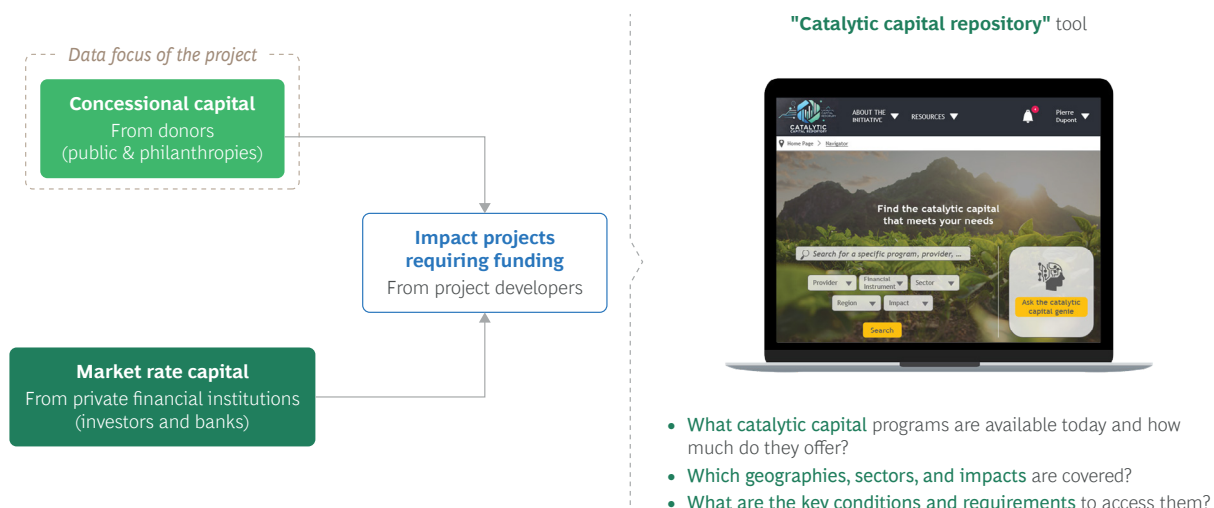 Data focus of the project
Concessional capital
From donors
(public & philanthropies)
Impact projects
requiring funding
From project developers
Market rate capital
From private financial institutions
(investors and banks)
"Catalytic capital repository" tool
CATALYTIC
CAPITAL REPOSITORY
ABOUT THE
INITIATIVE
RESOURCES
Pierre
Dupont
Home Page > Navigator
Find the catalytic capital
that meets your needs
Search for a specific program, provider, ...
Provider
Financial
Instrument
Sector
Region
Impact
Search
Ask the catalytic
capital genie
• What catalytic capital programs are available today and how
much do they offer?
• Which geographies, sectors, and impacts are covered?
• What are the key conditions and requirements to access them?